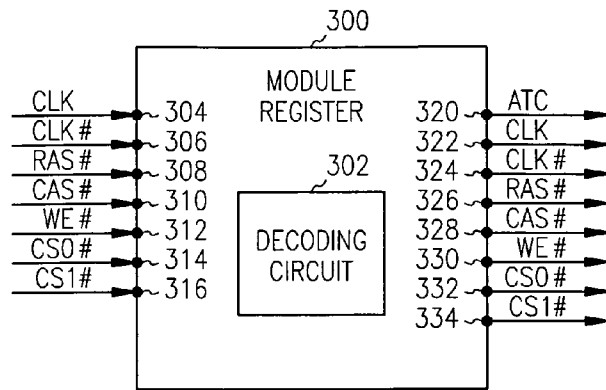 300
MODULE
REGISTER
CLK 304
CLK# 306
RAS# 308
CAS# 310
WE# 312
CS0# 314
CS1# 316
302
DECODING
CIRCUIT
320 ATC
322 CLK
324 CLK#
326 RAS#
328 CAS#
330 WE#
332 CS0#
334 CS1#